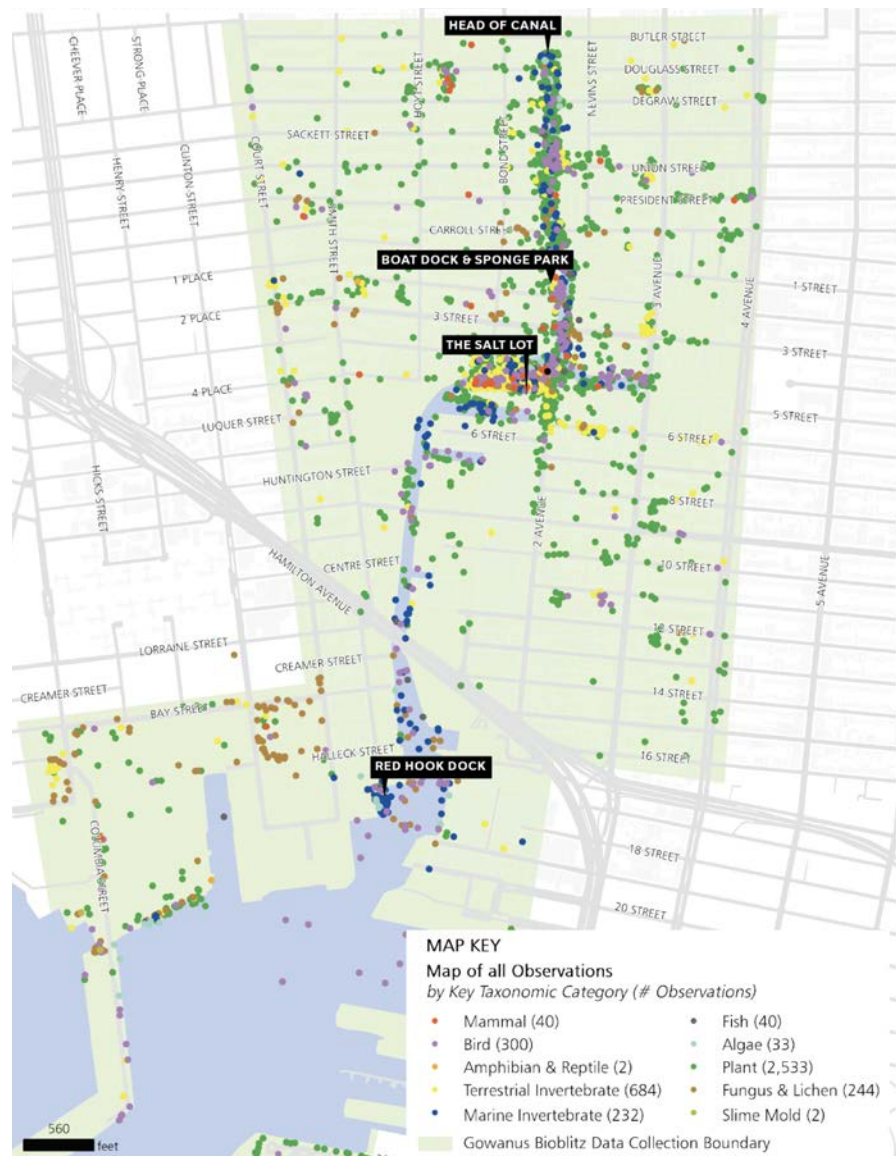 HEAD OF CANAL
BUTLER STREET
CHEEVER PLACE
STRONG PLACE
DOUGLASS STREET
HOYT STREET
NEVINS STREET
DEGRAW STREET
SACKETT STREET
BOND STREET
COURT STREET
HENRY STREET
CLINTON STREET
UNION STREET
PRESIDENT STREET
SMITH STREET
CARROLL STREET
BOAT DOCK & SPONGE PARK
1 PLACE
3 AVENUE
4 AVENUE
1 STREET
2 PLACE
3 STREET
THE SALT LOT
3 STREET
4 PLACE
5 STREET
LUQUER STREET
6 STREET
6 STREET
HICKS STREET
HUNTINGTON STREET
8 STREET
2 AVENUE
CENTRE STREET
10 STREET
5 AVENUE
HAMILTON AVENUE
12 STREET
LORRAINE STREET
CREAMER STREET
CREAMER STREET
14 STREET
BAY STREET
HALLECK STREET
16 STREET
RED HOOK DOCK
COLUMBIA STREET
18 STREET
20 STREET
MAP KEY
Map of all Observations
by Key Taxonomic Category (# Observations)
Mammal (40)
Fish (40)
Bird (300)
Algae (33)
Amphibian & Reptile (2)
Plant (2,533)
Terrestrial Invertebrate (684)
Fungus & Lichen (244)
Marine Invertebrate (232)
Slime Mold (2)
560
feet
Gowanus Bioblitz Data Collection Boundary